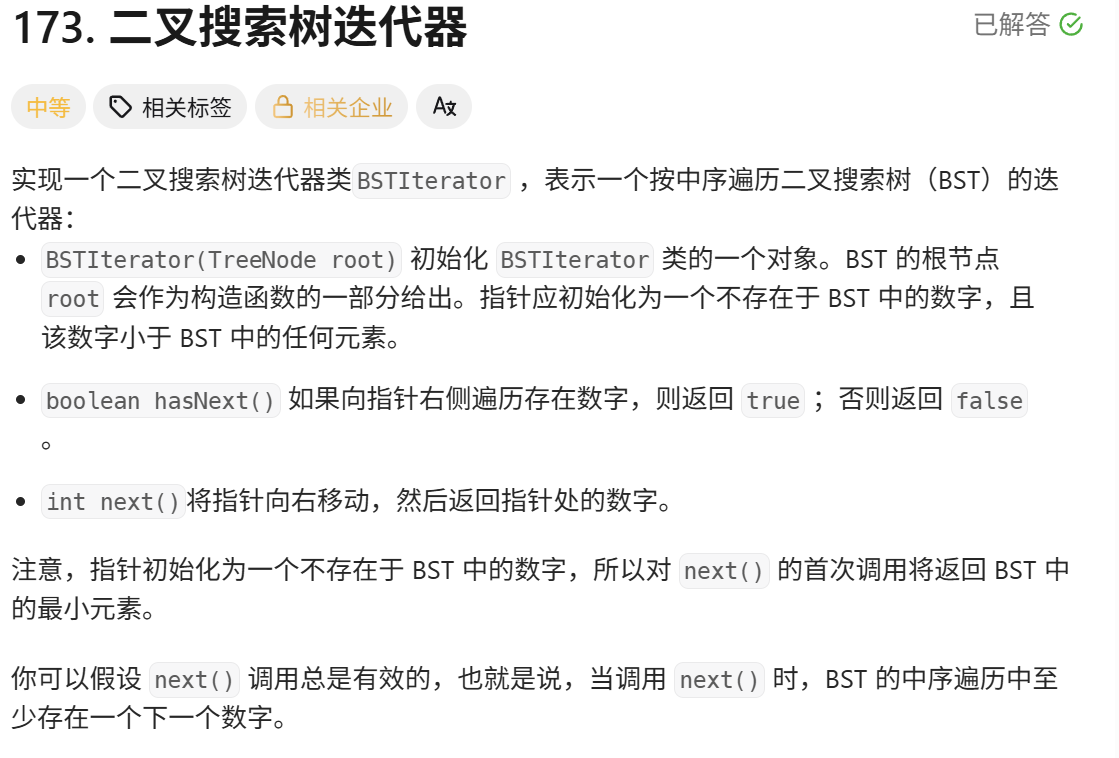 173. 二叉搜索树迭代器
已解答
中等
相关标签
相关企业
实现一个二叉搜索树迭代器类BSTIterator ，表示一个按中序遍历二叉搜索树（BST）的迭
代器：
BSTIterator(TreeNode root) 初始化 BSTIterator 类的一个对象。BST 的根节点
root 会作为构造函数的一部分给出。指针应初始化为一个不存在于 BST 中的数字，且
该数字小于 BST 中的任何元素。
boolean hasNext() 如果向指针右侧遍历存在数字，则返回 true ；否则返回 false
。
int next()将指针向右移动，然后返回指针处的数字。
注意，指针初始化为一个不存在于 BST 中的数字，所以对 next() 的首次调用将返回 BST 中
的最小元素。
你可以假设 next() 调用总是有效的，也就是说，当调用 next() 时，BST 的中序遍历中至
少存在一个下一个数字。